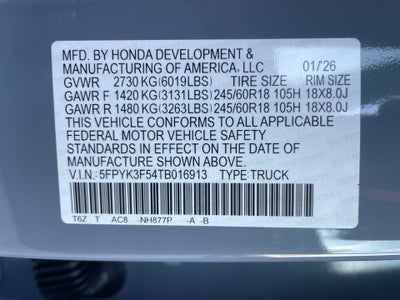 MFD. BY HONDA DEVELOPMENT &
MANUFACTURING OF AMERICA, LLC 01/'26
GVWR 2730 KG(6019LBS) TIRE SIZE RIM SIZE
GAWR F 1420 KG(3131LBS) 245/60R18 105H 18X8.0J
GAWR R 1480 KG(3263LBS) 245/60R18 105H 18X8.0J
THIS VEHICLE CONFORMS TO ALL APPLICABLE
FEDERAL MOTOR VEHICLE SAFETY
STANDARDS IN EFFECT ON THE DATE OF
MANUFACTURE SHOWN ABOVE.
V.I.N.: 5FPYK3F54TB016913 TYPE:TRUCK
T6Z T AC8 -NH877P -A -B